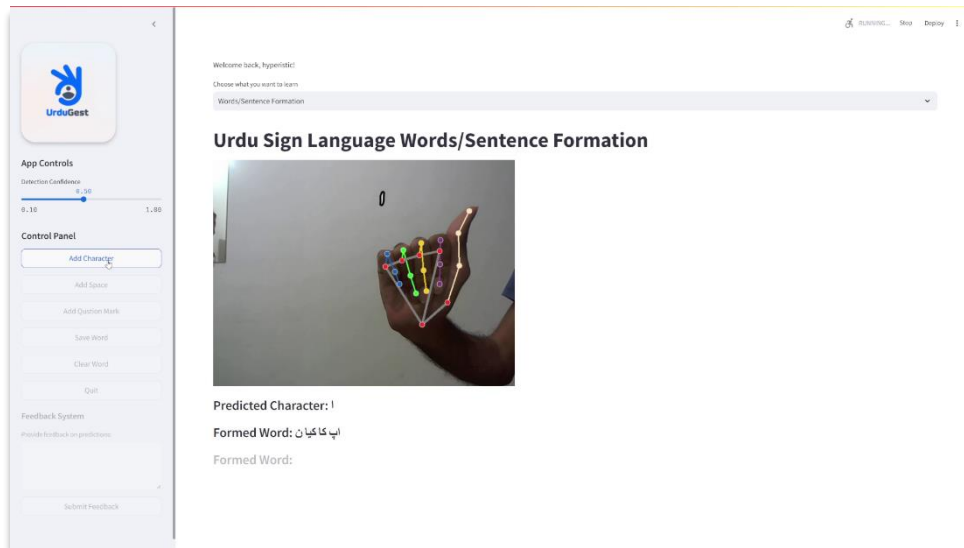 RUNNING...
Stop
Deploy
UrduGest
App Controls
Detection Confidence
0.50
0.10
1.00
Control Panel
Add Character
Add Space
Add Qustion Mark
Save Word
Clear Word
Quit
Feedback System
Provide feedback on predictions:
Submit Feedback
Welcome back, hyperistic!
Choose what you want to learn
Words/Sentence Formation
Urdu Sign Language Words/Sentence Formation
0
Predicted Character: ا
Formed Word: اپ کا کیا ن
Formed Word: